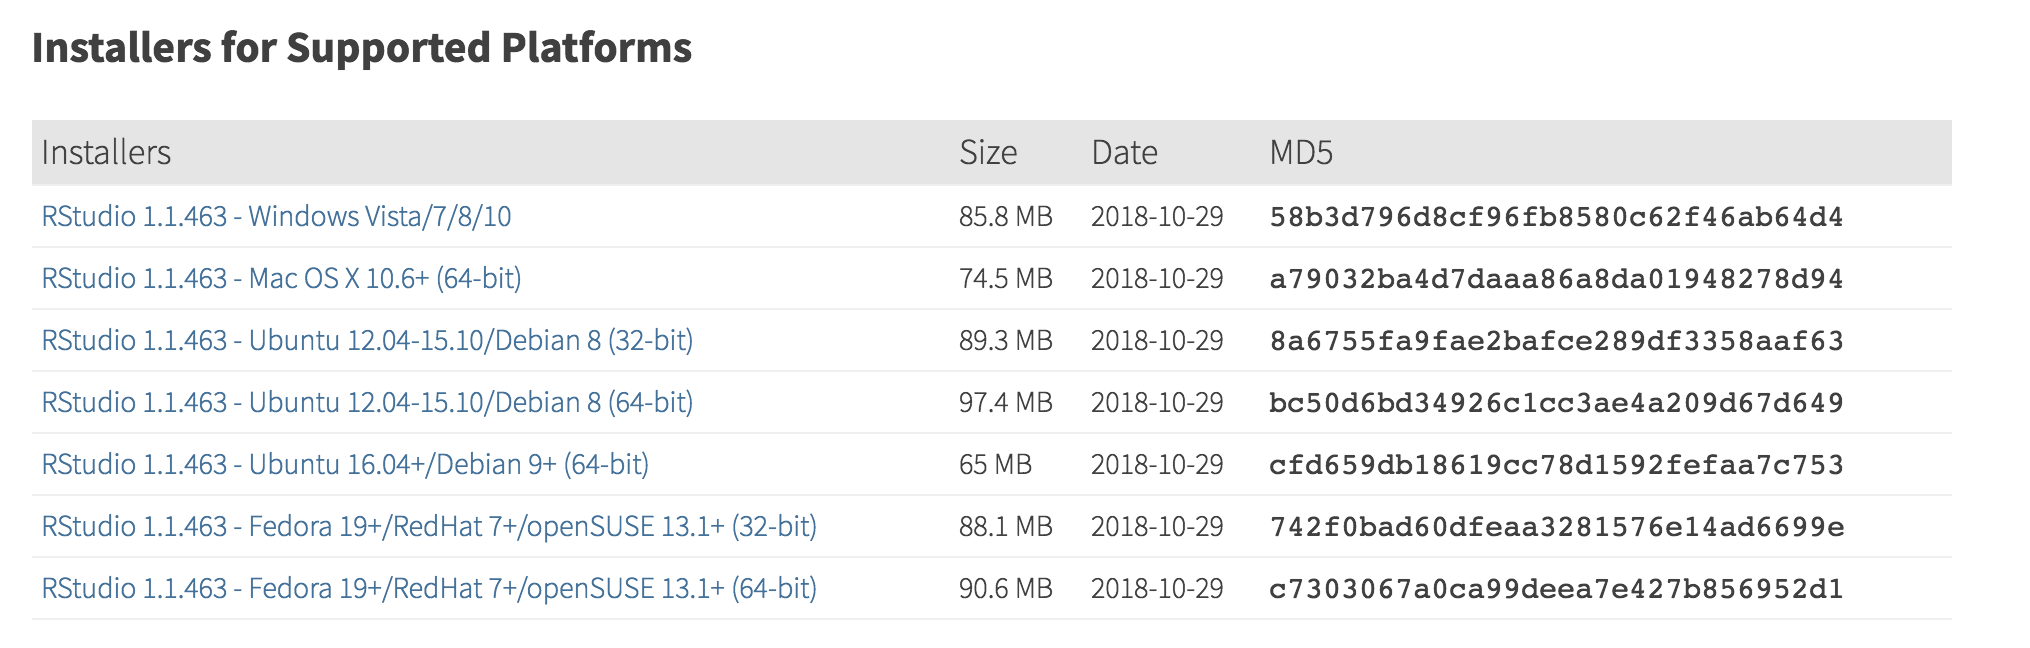 Installers for Supported Platforms
Installers Size Date MD5
RStudio 1.1.463 - Windows Vista/7/8/10 85.8 MB 2018-10-29 58b3d796d8cf96fb8580c62f46ab64d4
RStudio 1.1.463 - Mac OS X 10.6+ (64-bit) 74.5 MB 2018-10-29 a79032ba4d7daaa86a8da01948278d94
RStudio 1.1.463 - Ubuntu 12.04-15.10/Debian 8 (32-bit) 89.3 MB 2018-10-29 8a6755fa9fae2bafce289df3358aaf63
RStudio 1.1.463 - Ubuntu 12.04-15.10/Debian 8 (64-bit) 97.4 MB 2018-10-29 bc50d6bd34926c1cc3ae4a209d67d649
RStudio 1.1.463 - Ubuntu 16.04+/Debian 9+ (64-bit) 65 MB 2018-10-29 cfd659db18619cc78d1592fefaa7c753
RStudio 1.1.463 - Fedora 19+/RedHat 7+/openSUSE 13.1+ (32-bit) 88.1 MB 2018-10-29 742f0bad60dfeaa3281576e14ad6699e
RStudio 1.1.463 - Fedora 19+/RedHat 7+/openSUSE 13.1+ (64-bit) 90.6 MB 2018-10-29 c7303067a0ca99deea7e427b856952d1